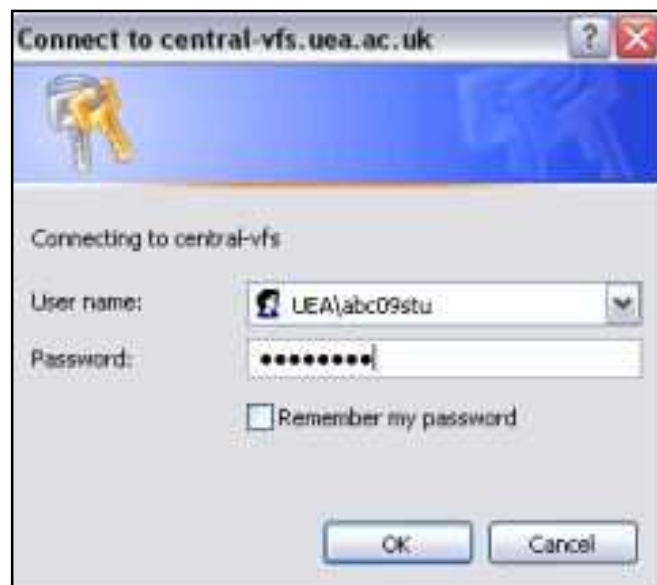 Connect to central-vfs.uea.ac.uk
?
Connecting to central-vfs
User name: UEA\abc09stu
Password: ••••••••
Remember my password
OK Cancel